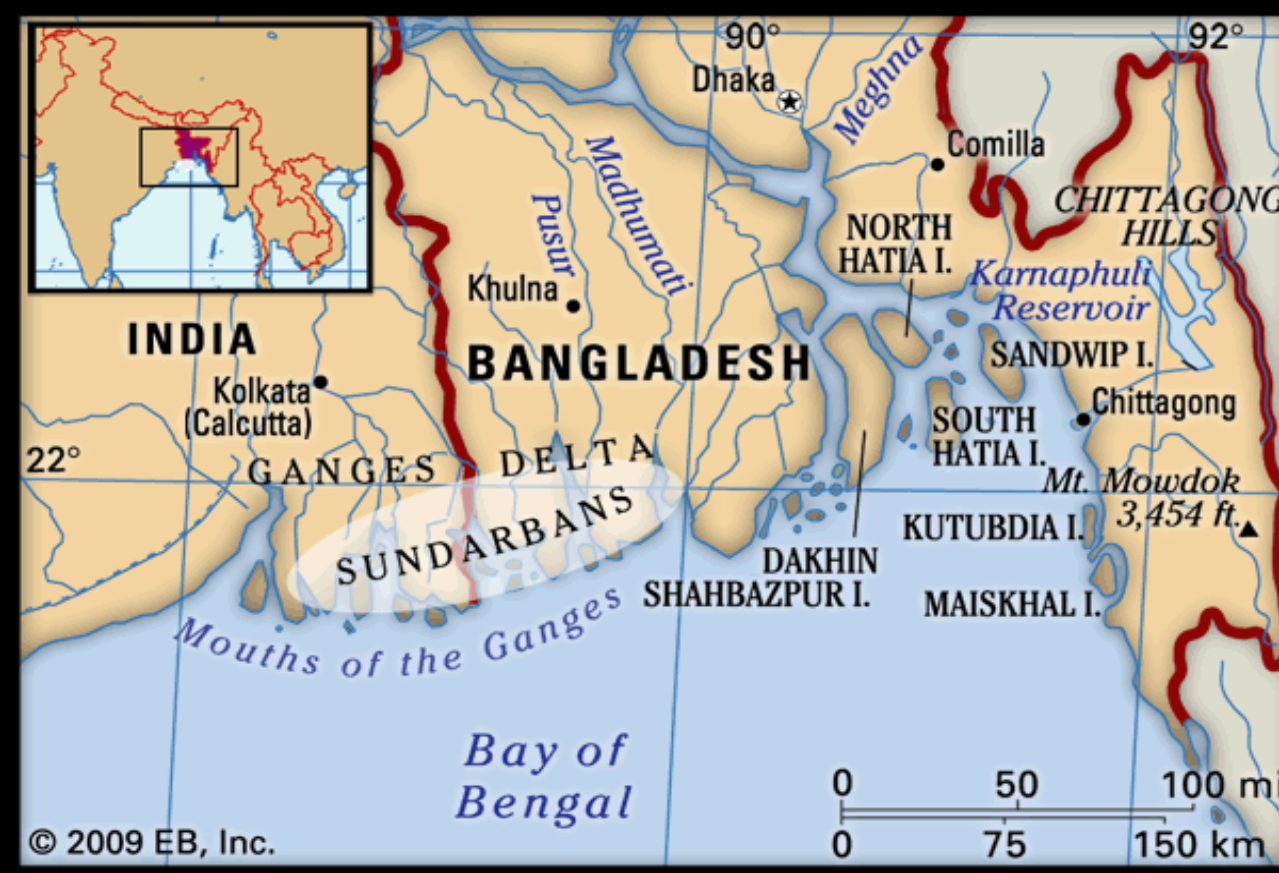 90°
92°
Dhaka
Meghna
Comilla
Madhumati
Pusur
CHITTAGONG
HILLS
NORTH
HATIA I.
Karnaphuli
Reservoir
Khulna
INDIA
BANGLADESH
SANDWIP I.
Kolkata
(Calcutta)
Chittagong
SOUTH
HATIA I.
22°
GANGES DELTA
Mt. Mowdok
3,454 ft.
SUNDARBANS
KUTUBDIA I.
DAKHIN
SHAHBAZPUR I.
MAISKHAL I.
Mouths of the Ganges
Bay of
Bengal
0 50 100 mi
0 75 150 km
© 2009 EB, Inc.